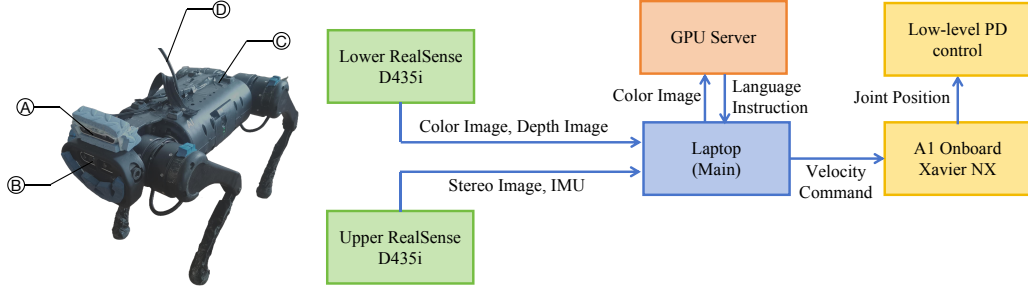 Ⓐ
Ⓑ
Ⓒ
Ⓓ
Lower RealSense
D435i
Color Image, Depth Image
Stereo Image, IMU
Upper RealSense
D435i
GPU Server
Color Image
Language
Instruction
Laptop
(Main)
Velocity
Command
Low-level PD
control
Joint Position
A1 Onboard
Xavier NX